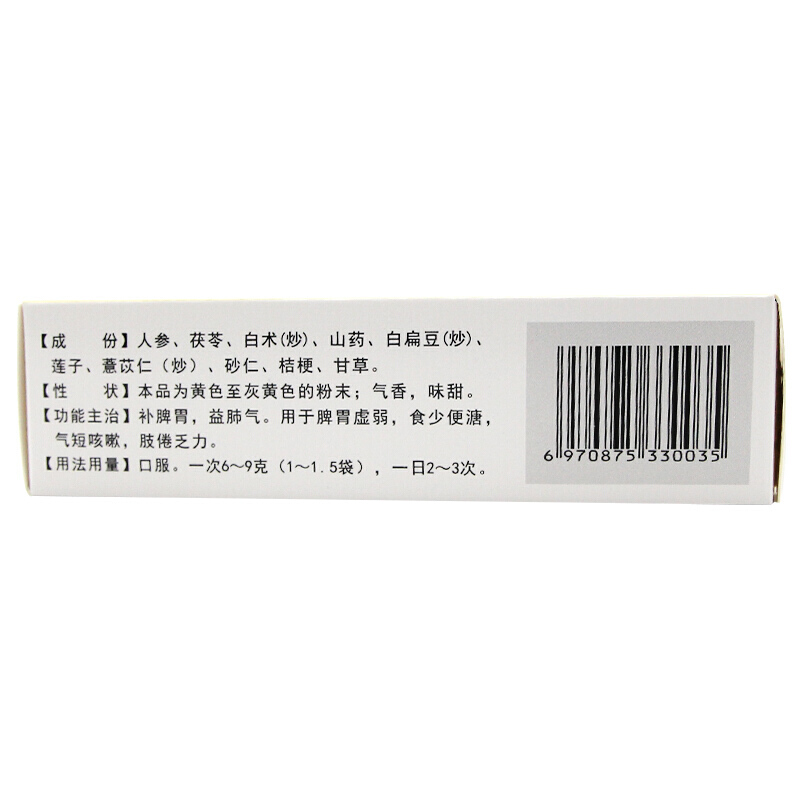 【成　份】人参、茯苓、白术(炒)、山药、白扁豆(炒)、
莲子、薏苡仁（炒）、砂仁、桔梗、甘草。
【性　状】本品为黄色至灰黄色的粉末；气香，味甜。
【功能主治】补脾胃，益肺气。用于脾胃虚弱，食少便溏，
气短咳嗽，肢倦乏力。
【用法用量】口服。一次6～9克（1～1.5袋），一日2～3次。
6 970875 330035